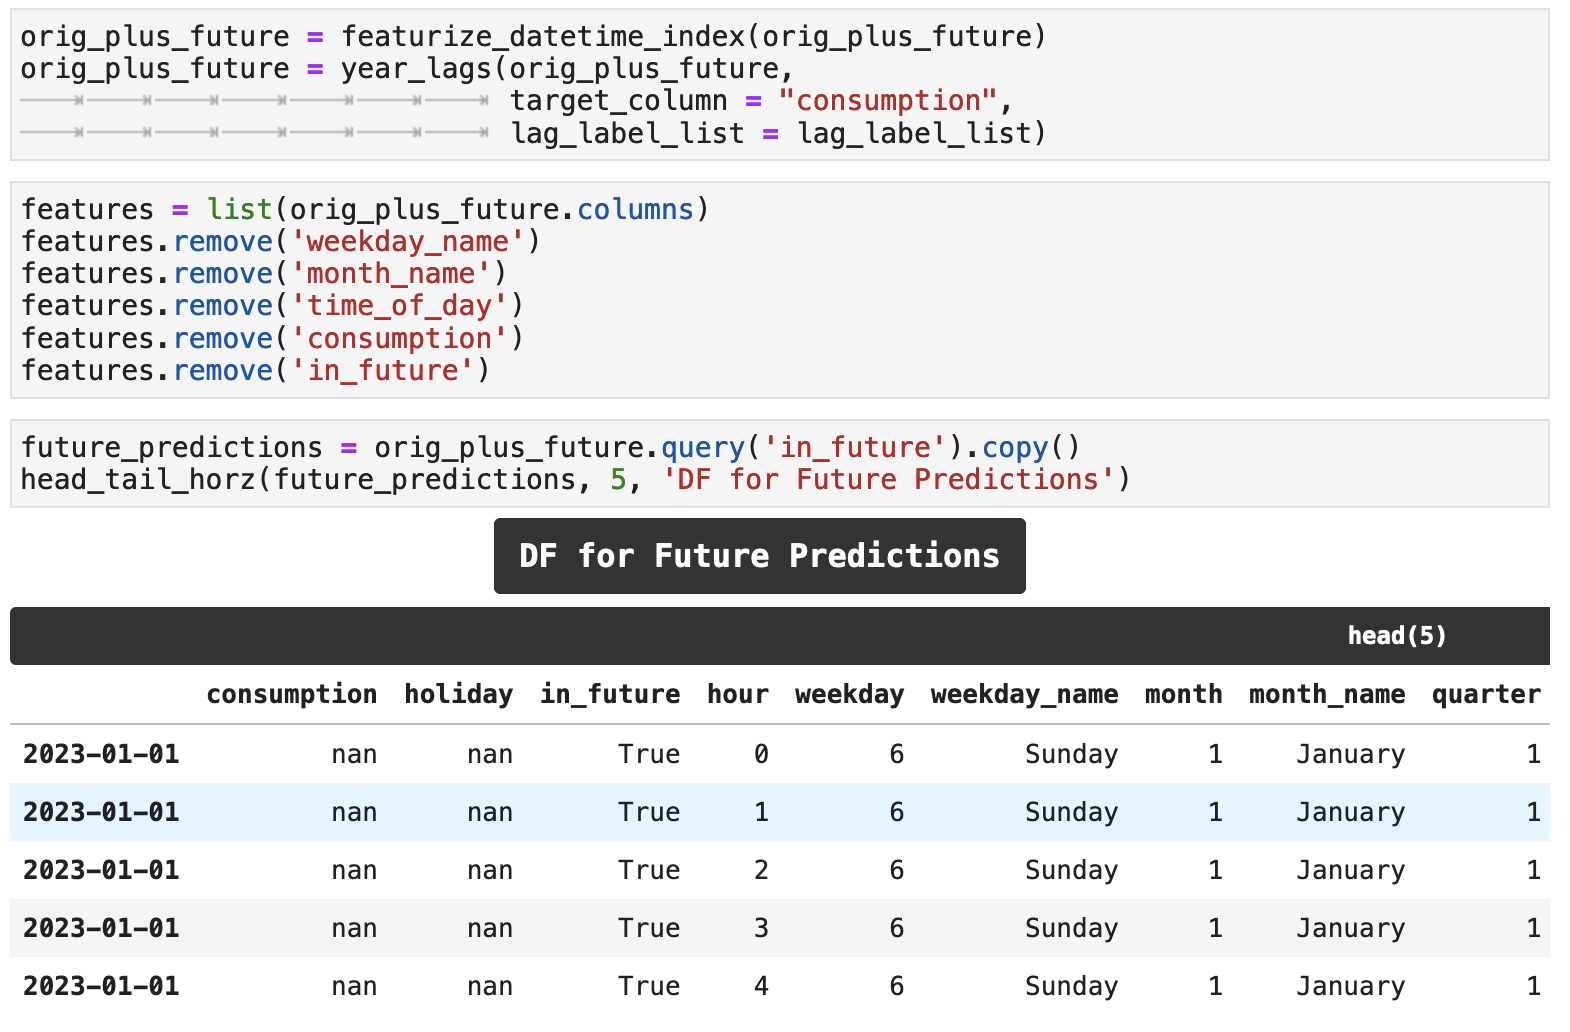 orig_plus_future = featurize_datetime_index(orig_plus_future)
orig_plus_future = year_lags(orig_plus_future,
target_column = "consumption",
lag_label_list = lag_label_list)
features = list(orig_plus_future.columns)
features.remove('weekday_name')
features.remove('month_name')
features.remove('time_of_day')
features.remove('consumption')
features.remove('in_future')
future_predictions = orig_plus_future.query('in_future').copy()
head_tail_horz(future_predictions, 5, 'DF for Future Predictions')
DF for Future Predictions
head(5)
consumption holiday in_future hour weekday weekday_name month month_name quarter
2023-01-01 nan nan True 0 6 Sunday 1 January 1
2023-01-01 nan nan True 1 6 Sunday 1 January 1
2023-01-01 nan nan True 2 6 Sunday 1 January 1
2023-01-01 nan nan True 3 6 Sunday 1 January 1
2023-01-01 nan nan True 4 6 Sunday 1 January 1